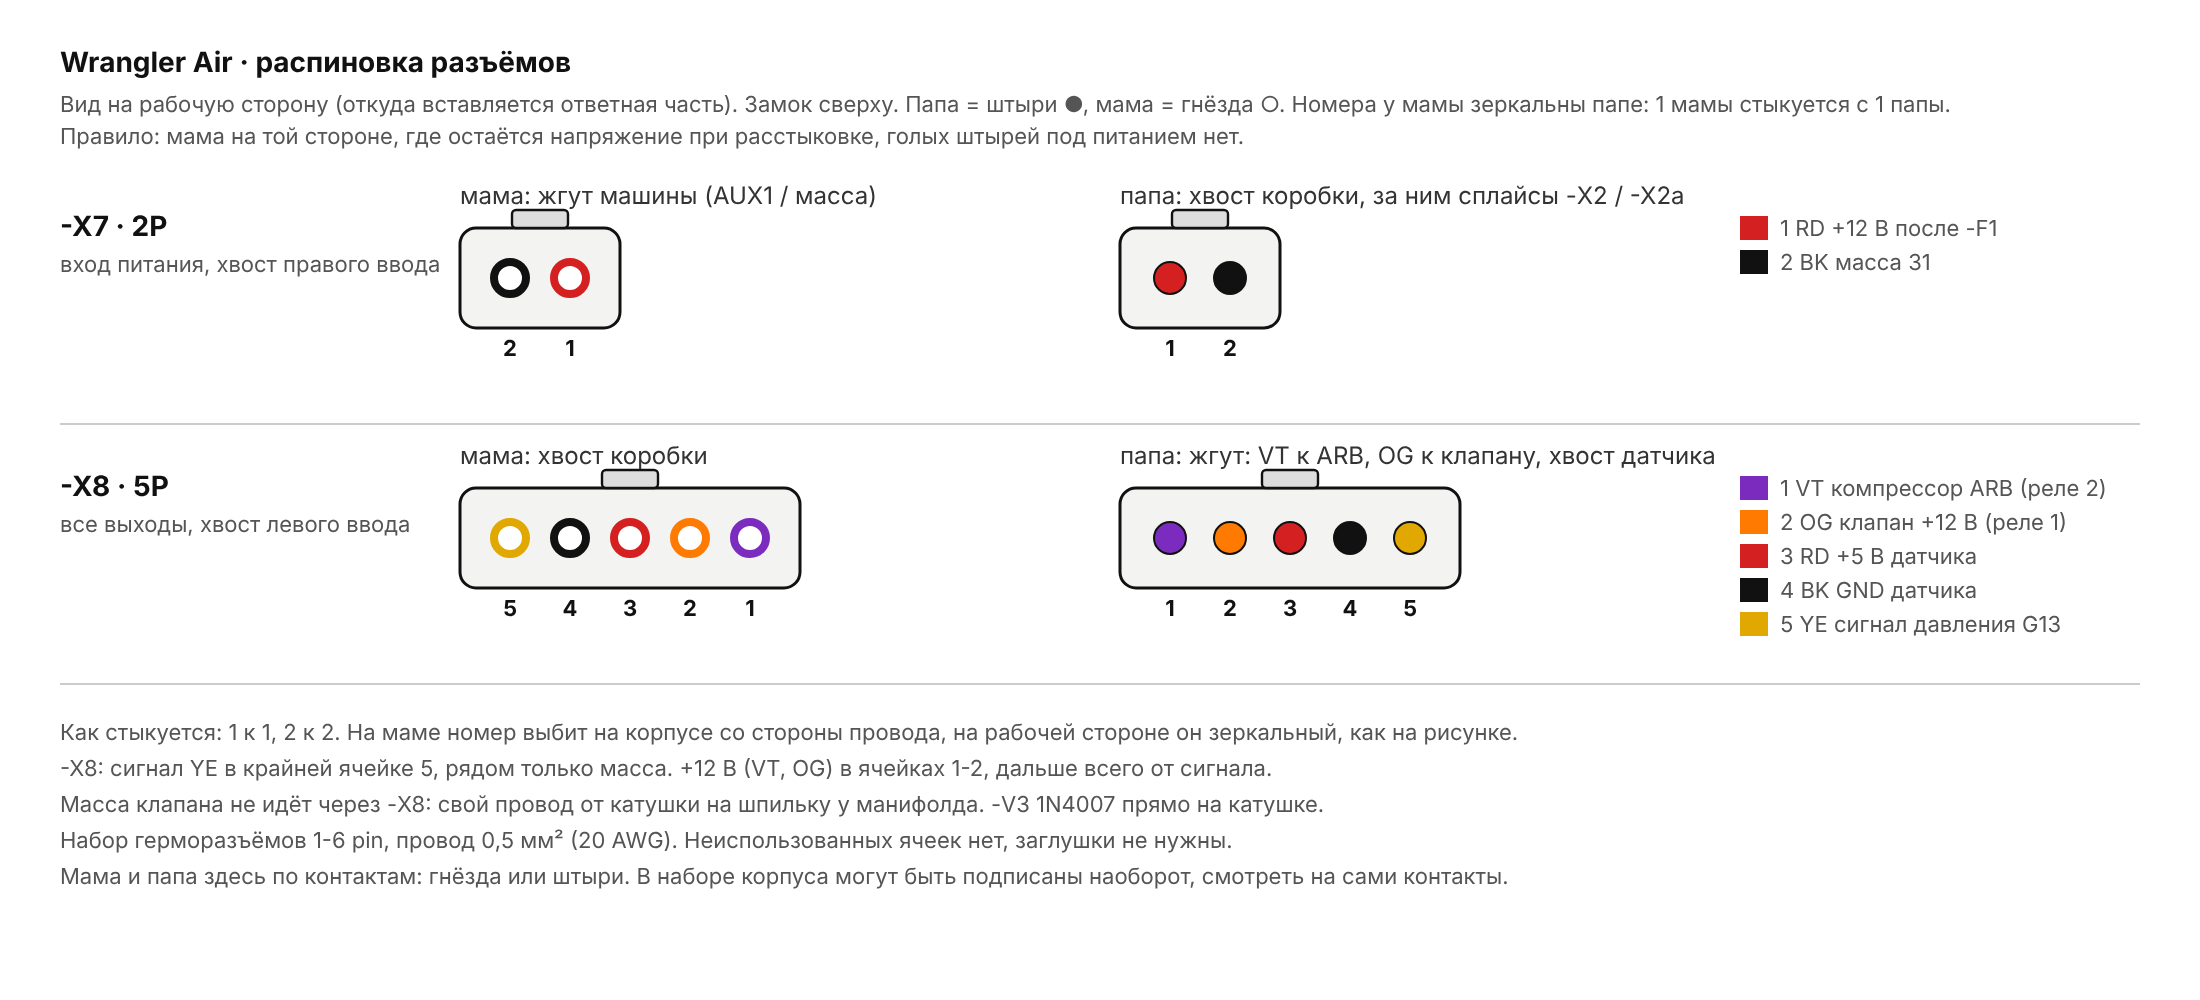 Wrangler Air · распиновка разъёмов
Вид на рабочую сторону (откуда вставляется ответная часть). Замок сверху. Папа = штыри ●, мама = гнёзда ○. Номера у мамы зеркальны папе: 1 мамы стыкуется с 1 папы.
Правило: мама на той стороне, где остаётся напряжение при расстыковке, голых штырей под питанием нет.
-X7 · 2P
вход питания, хвост правого ввода
мама: жгут машины (AUX1 / масса)
2 1
папа: хвост коробки, за ним сплайсы -X2 / -X2a
1 2
1 RD +12 В после -F1
2 BK масса 31
-X8 · 5P
все выходы, хвост левого ввода
мама: хвост коробки
5 4 3 2 1
папа: жгут: VT к ARB, OG к клапану, хвост датчика
1 2 3 4 5
1 VT компрессор ARB (реле 2)
2 OG клапан +12 В (реле 1)
3 RD +5 В датчика
4 BK GND датчика
5 YE сигнал давления G13
Как стыкуется: 1 к 1, 2 к 2. На маме номер выбит на корпусе со стороны провода, на рабочей стороне он зеркальный, как на рисунке.
-X8: сигнал YE в крайней ячейке 5, рядом только масса. +12 В (VT, OG) в ячейках 1-2, дальше всего от сигнала.
Масса клапана не идёт через -X8: свой провод от катушки на шпильку у манифолда. -V3 1N4007 прямо на катушке.
Набор герморазъёмов 1-6 pin, провод 0,5 мм² (20 AWG). Неиспользованных ячеек нет, заглушки не нужны.
Мама и папа здесь по контактам: гнёзда или штыри. В наборе корпуса могут быть подписаны наоборот, смотреть на сами контакты.